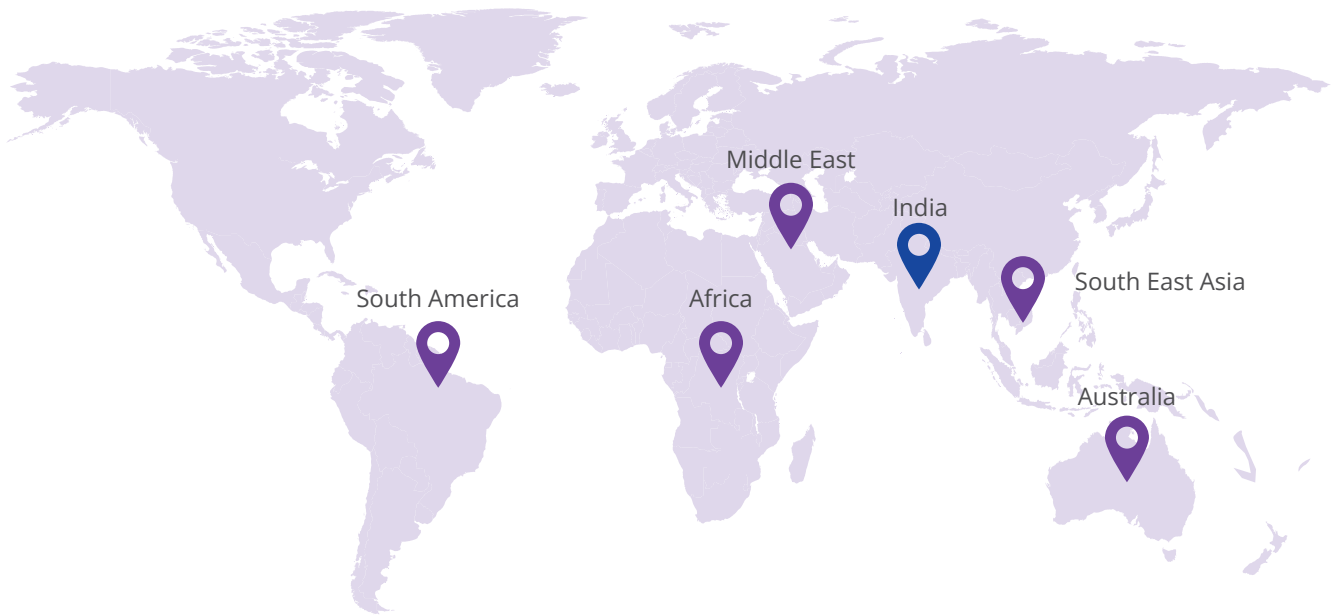 Middle East
India
South East Asia
South America
Africa
Australia